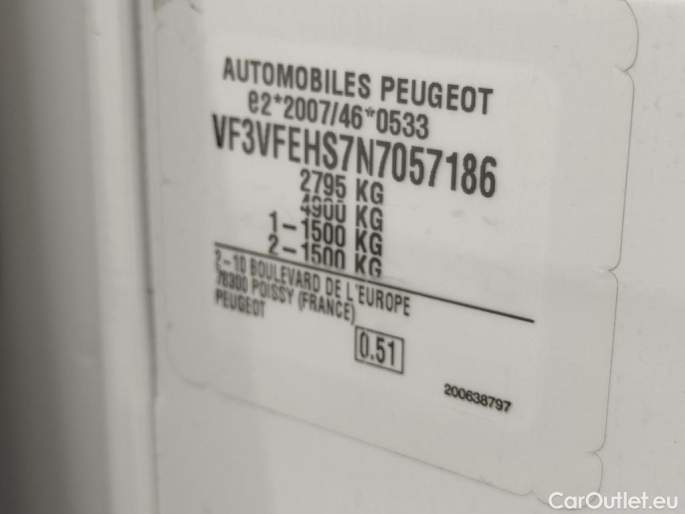 AUTOMOBILES PEUGEOT
e2*2007/46*0533
VF3VFEHS7N7057186
2795 KG
4900 KG
1-1500 KG
2-1500 KG
2-10 BOULEVARD DE L'EUROPE
78300 POISSY (FRANCE)
PEUGEOT
0.51
200638797
CarOutlet.eu